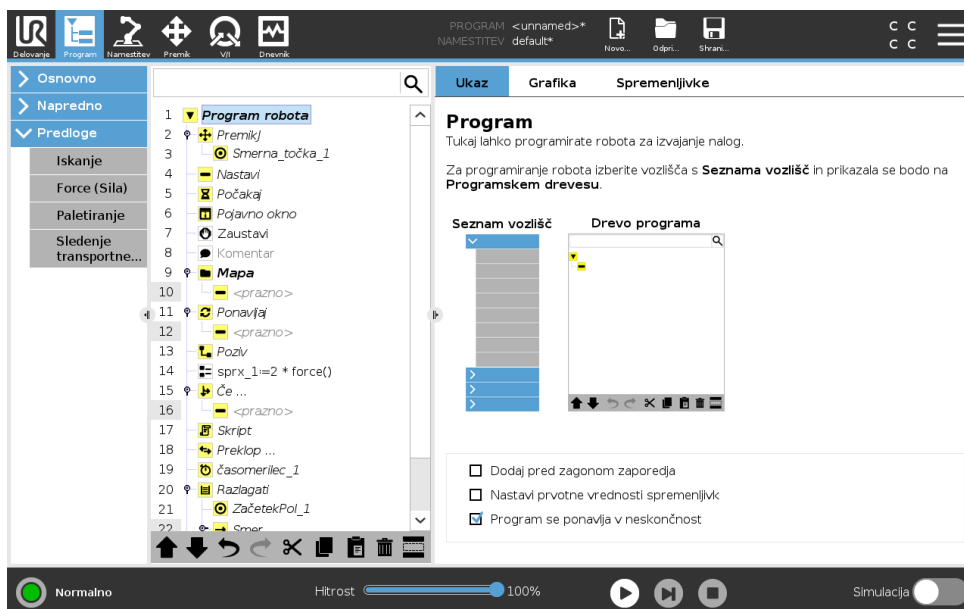 UR
PROGRAM <unnamed>*
NAMESTITEV default*
Delovanje
Program
Namestitev
Premik
V/I
Dnevnik
Novo...
Odpri...
Shrani...
C C
C C
Osnovno
Napredno
Predloge
Iskanje
Force (Sila)
Paletiranje
Sledenje
transportne...
1 Program robota
2 PremikJ
3 Smerna_točka_1
4 Nastavi
5 Počakaj
6 Pojavno okno
7 Zaustavi
8 Komentar
9 Mapa
10 <prazno>
11 Ponavljaj
12 <prazno>
13 Poziv
14 sprx_1:=2 * force()
15 Če ...
16 <prazno>
17 Skript
18 Preklop ...
19 časomerilec_1
20 Razlagati
21 ZačetekPol_1
22 Smer
Ukaz
Grafika
Spremenljivke
Program
Tukaj lahko programirate robota za izvajanje nalog.
Za programiranje robota izberite vozlišča s Seznama vozlišč in prikazala se bodo na
Programskem drevesu.
Seznam vozlišč
Drevo programa
Dodaj pred zagonom zaporedja
Nastavi prvotne vrednosti spremenljivk
Program se ponavlja v neskončnost
Normalno
Hitrost
100%
Simulacija